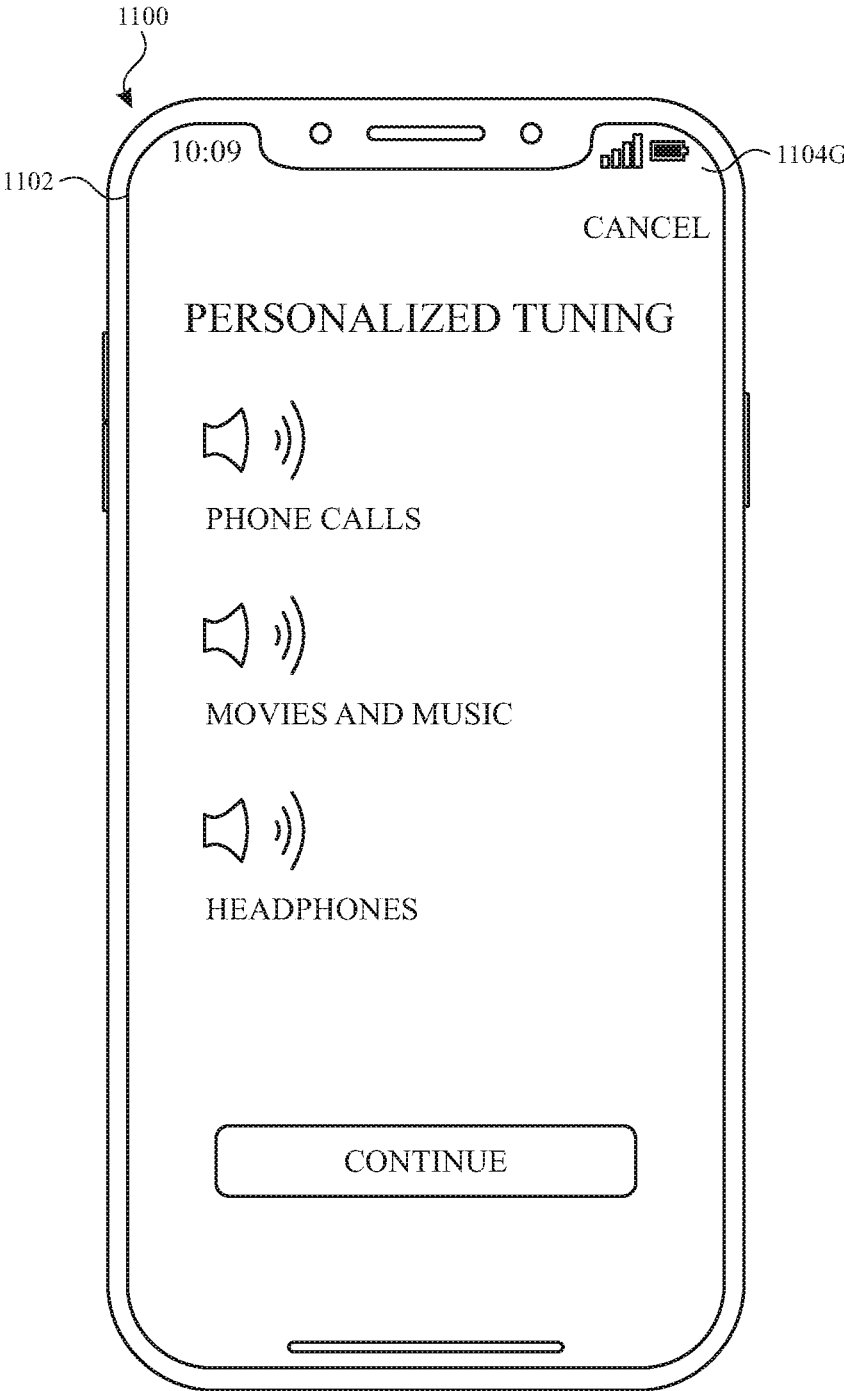 1100
10:09
1104G
1102
CANCEL
PERSONALIZED TUNING
PHONE CALLS
MOVIES AND MUSIC
HEADPHONES
CONTINUE